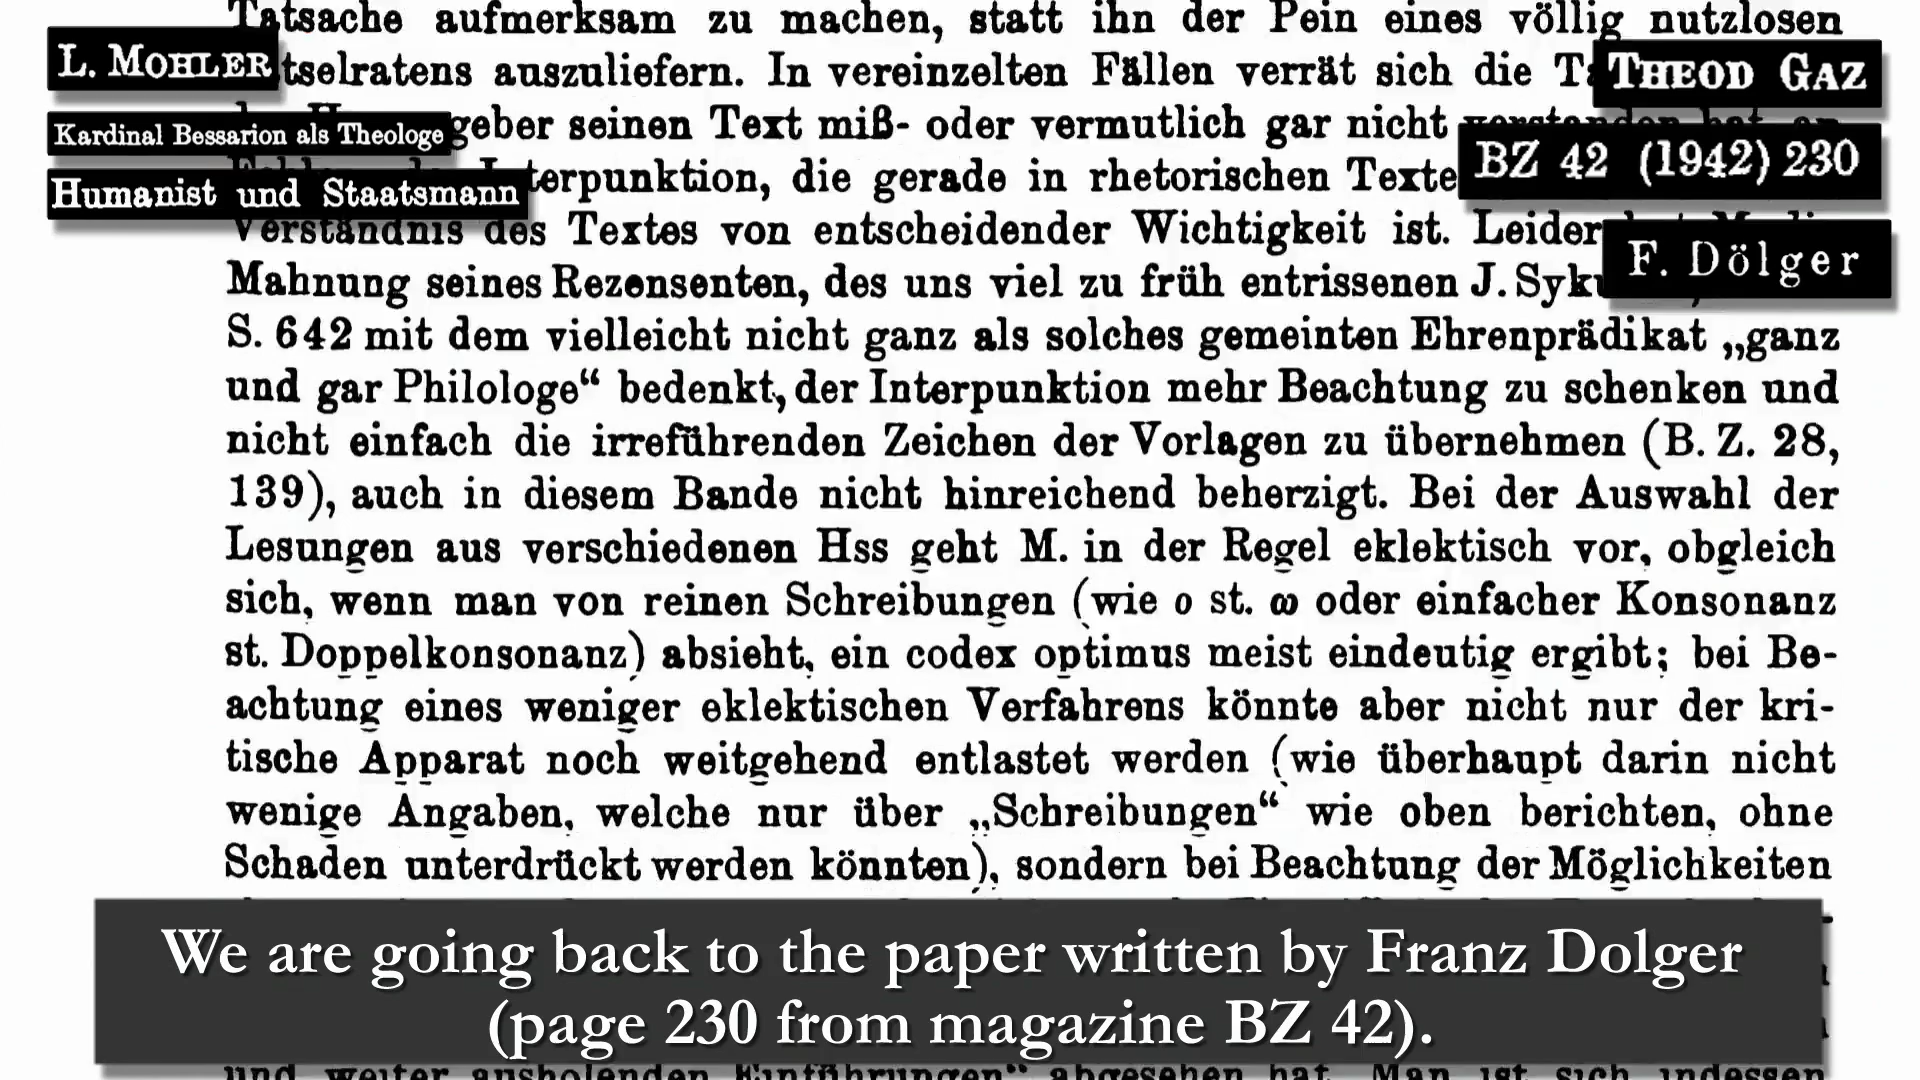 Tatsache aufmerksam zu machen, statt ihn der Pein eines völlig nutzlosen
L. MOHLER
tselratens auszuliefern. In vereinzelten Fällen verrät sich die
THEOD GAZ
Kardinal Bessarion als Theologe
geber seinen Text miß- oder vermutlich gar nicht
BZ 42 (1942) 230
Humanist und Staatsmann
terpunktion, die gerade in rhetorischen Texte
Verständnis des Textes von entscheidender Wichtigkeit ist. Leider
F. Dölger
Mahnung seines Rezensenten, des uns viel zu früh entrissenen J. Syku
S. 642 mit dem vielleicht nicht ganz als solches gemeinten Ehrenprädikat „ganz
und gar Philologe“ bedenkt, der Interpunktion mehr Beachtung zu schenken und
nicht einfach die irreführenden Zeichen der Vorlagen zu übernehmen (B. Z. 28,
139), auch in diesem Bande nicht hinreichend beherzigt. Bei der Auswahl der
Lesungen aus verschiedenen Hss geht M. in der Regel eklektisch vor, obgleich
sich, wenn man von reinen Schreibungen (wie o st. ω oder einfacher Konsonanz
st. Doppelkonsonanz) absieht, ein codex optimus meist eindeutig ergibt; bei Be-
achtung eines weniger eklektischen Verfahrens könnte aber nicht nur der kri-
tische Apparat noch weitgehend entlastet werden (wie überhaupt darin nicht
wenige Angaben, welche nur über „Schreibungen“ wie oben berichten, ohne
Schaden unterdrückt werden könnten), sondern bei Beachtung der Möglichkeiten
We are going back to the paper written by Franz Dolger
(page 230 from magazine BZ 42).
und weiter ausholenden Einführungen“ abgesehen hat. Man ist sich indessen